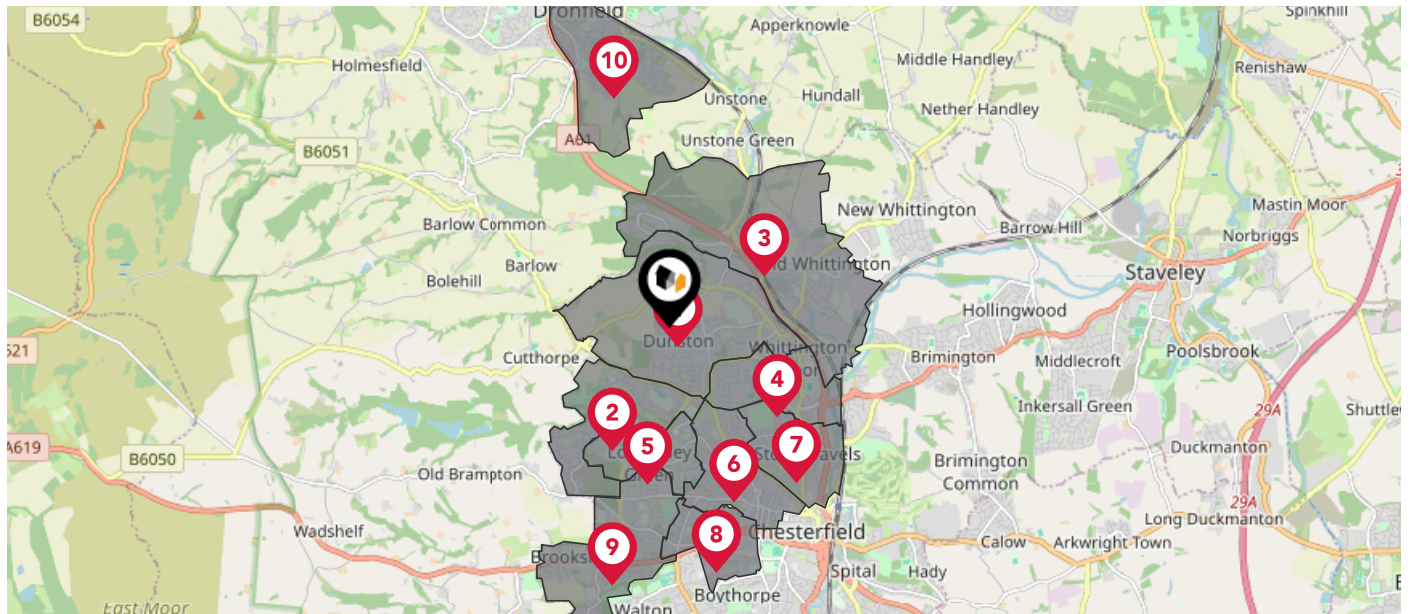 B6054
Dronfield
Apperknowle
Spinkhill
Holmesfield
10
Middle Handley
Renishaw
Unstone
Hundall
Nether Handley
A61
Unstone Green
B6051
Mastin Moor
New Whittington
Barlow Common
Barrow Hill
Norbriggs
3
Whittington
Barlow
Staveley
Bolehill
Hollingwood
Dunston
Whittington
Cutthorpe
Brimington
Middlecroft
Poolsbrook
4
29A
Inkersall Green
2
A619
5
7
Duckmanton
B6050
6
Old Brampton
Brimington
Common
29A
Long Duckmanton
Wadshelf
8
Chesterfield
9
Calow
Arkwright Town
Spital
Hady
Boythorpe
East Moor
Walton